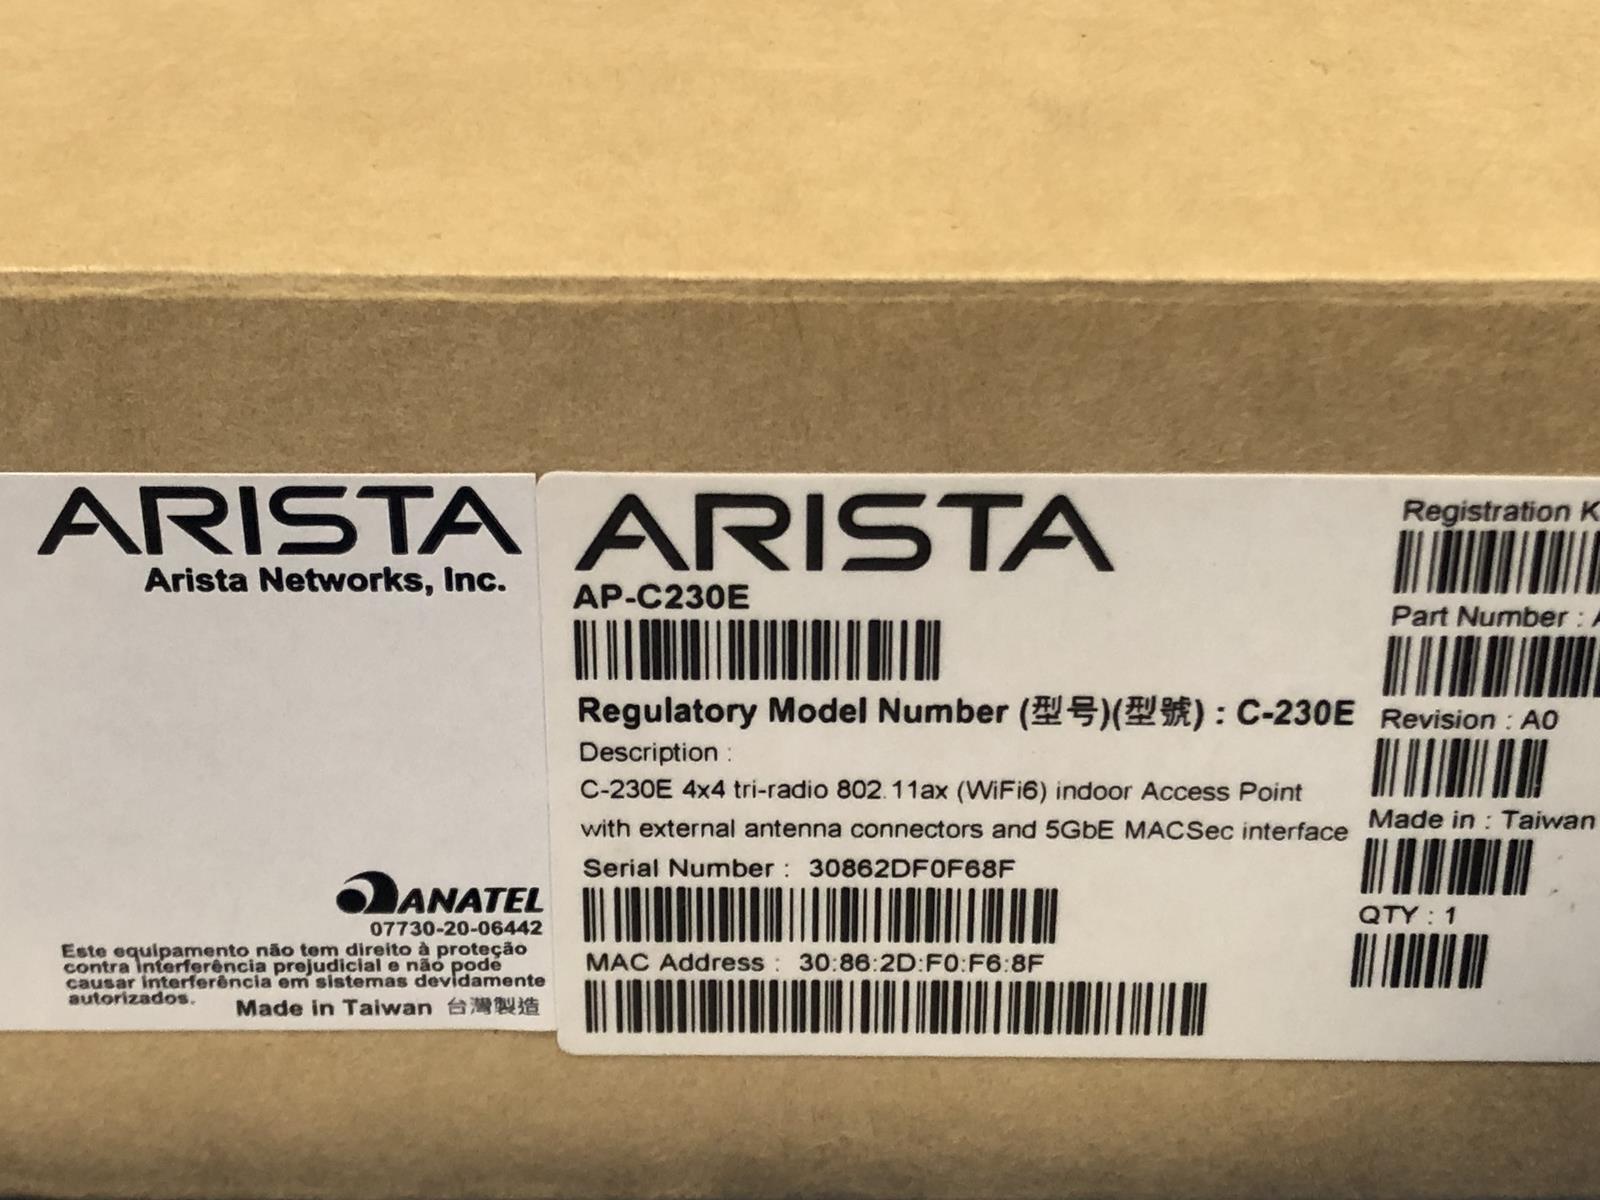 ARISTA
Arista Networks, Inc.
ANATEL
07730-20-06442
Este equipamento não tem direito à proteção
contra interferência prejudicial e não pode
causar interferência em sistemas devidamente
autorizados.
Made in Taiwan 台灣製造
ARISTA
AP-C230E
Regulatory Model Number (型号)(型號) : C-230E
Description :
C-230E 4x4 tri-radio 802.11ax (WiFi6) indoor Access Point
with external antenna connectors and 5GbE MACSec interface
Serial Number : 30862DF0F68F
MAC Address : 30:86:2D:F0:F6:8F
Registration K
Part Number :
Revision : A0
Made in : Taiwan
QTY : 1